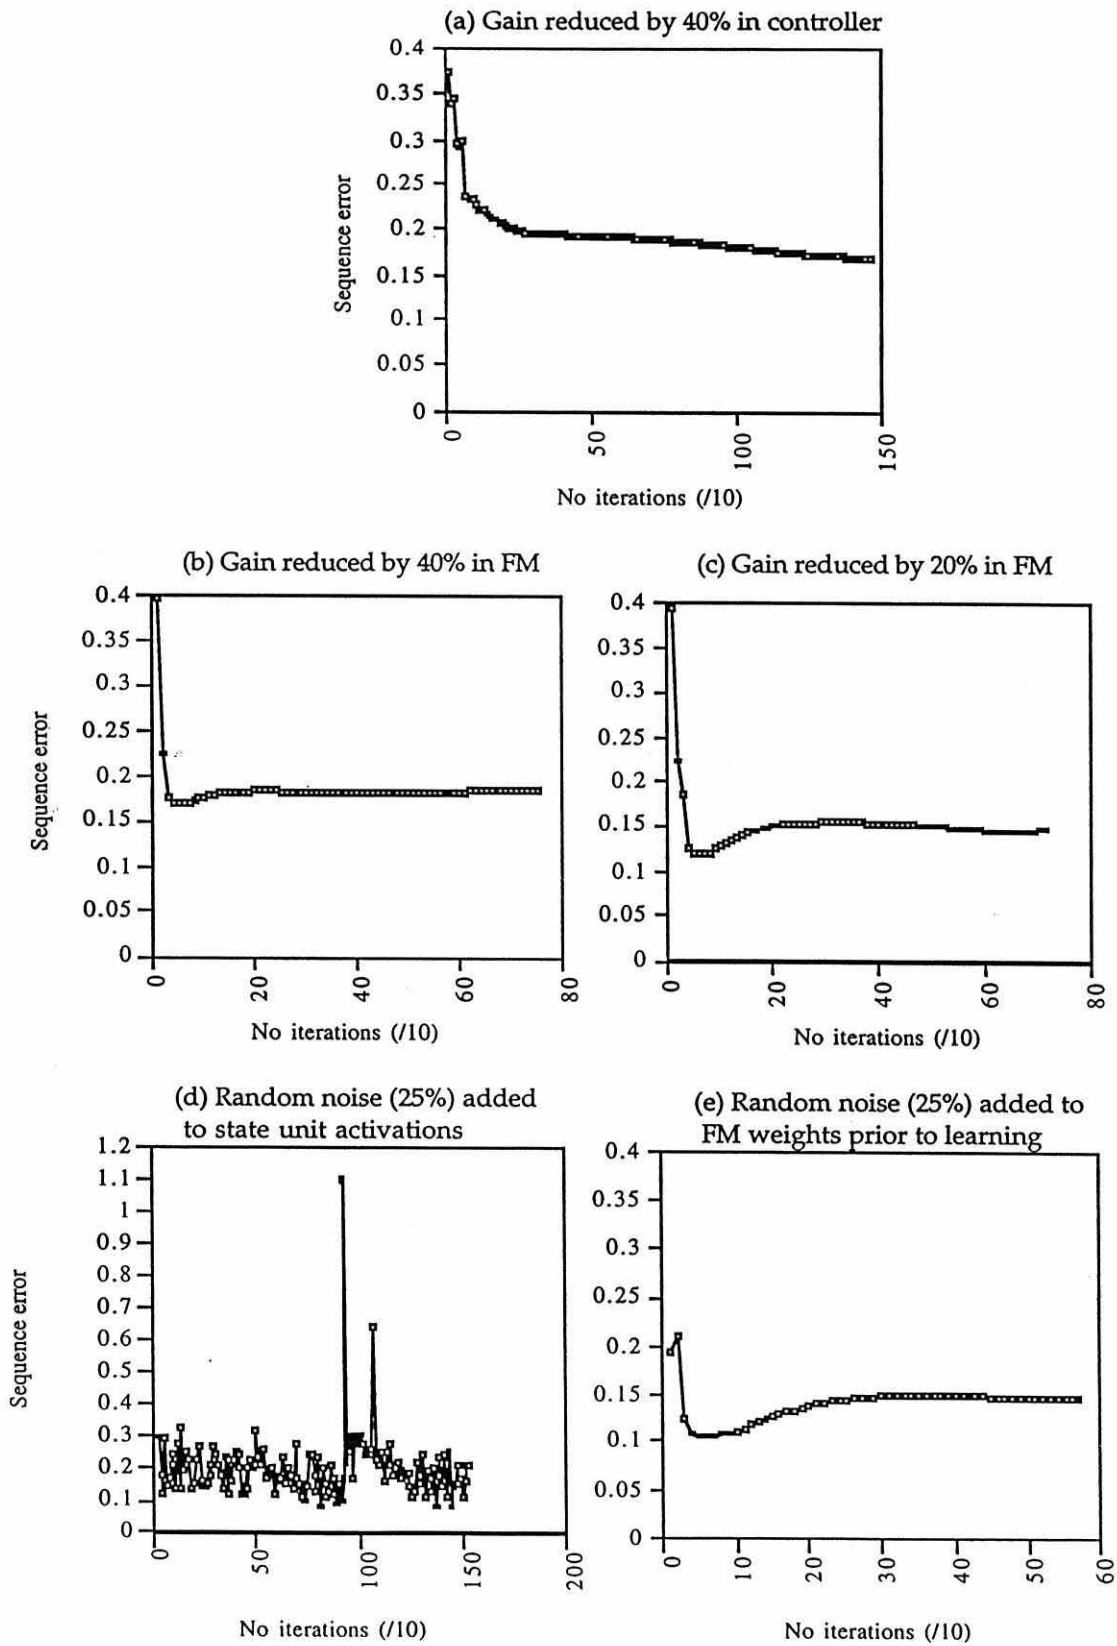 (a) Gain reduced by 40% in controller
0.4
0.35
0.3
0.25
0.2
0.15
0.1
0.05
0
Sequence error
0 50 100 150
No iterations (/10)
(b) Gain reduced by 40% in FM
0.4
0.35
0.3
0.25
0.2
0.15
0.1
0.05
0
Sequence error
0 20 40 60 80
No iterations (/10)
(c) Gain reduced by 20% in FM
0.4
0.35
0.3
0.25
0.2
0.15
0.1
0.05
0
0 20 40 60 80
No iterations (/10)
(d) Random noise (25%) added
to state unit activations
1.2
1.1
1
0.9
0.8
0.7
0.6
0.5
0.4
0.3
0.2
0.1
0
Sequence error
0 50 100 150 200
No iterations (/10)
(e) Random noise (25%) added to
FM weights prior to learning
0.4
0.35
0.3
0.25
0.2
0.15
0.1
0.05
0
0 10 20 30 40 50 60
No iterations (/10)